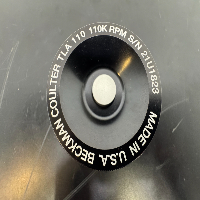 BECKMAN COULTER TLA 110 110K RPM S/N 21U1823
MADE IN U.S.A.